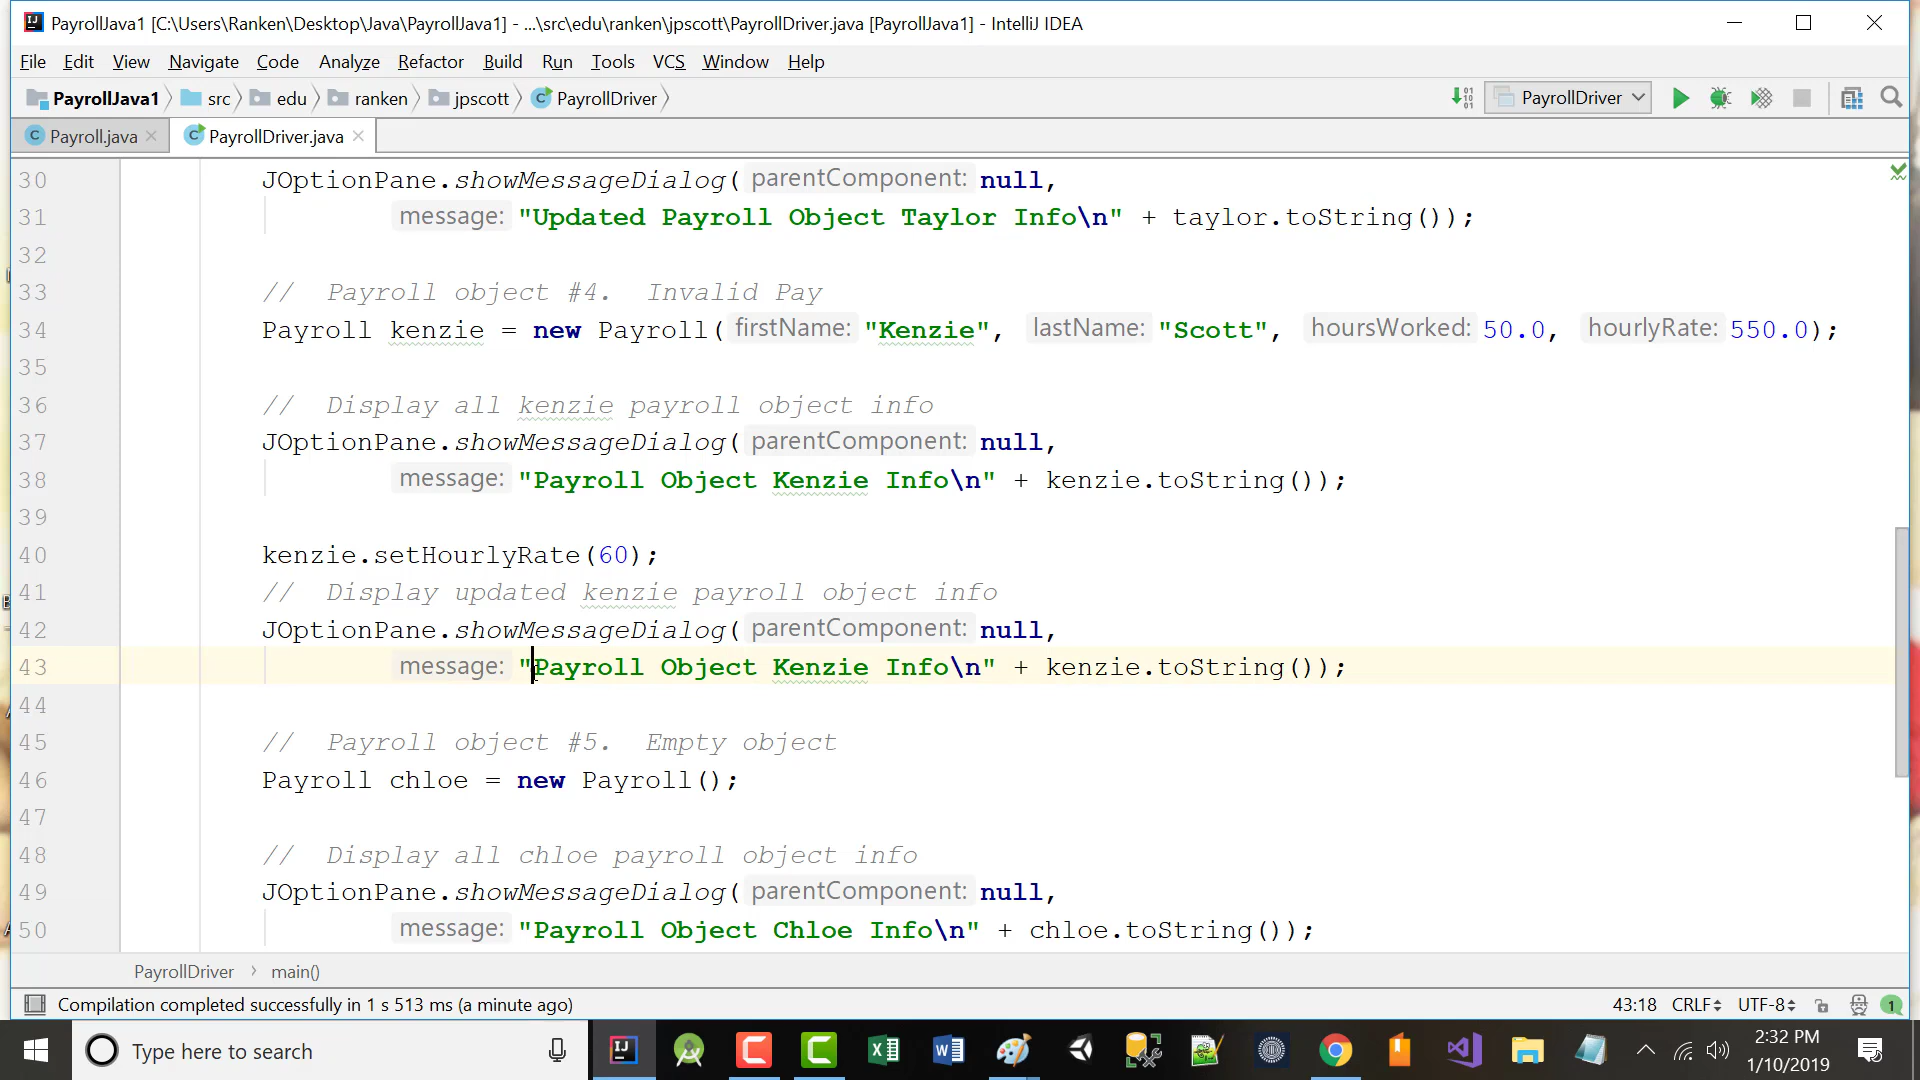 PayrollJava1 [C:\Users\Ranken\Desktop\Java\PayrollJava1] - ...\src\edu\ranken\jpscott\PayrollDriver.java [PayrollJava1] - IntelliJ IDEA
File Edit View Navigate Code Analyze Refactor Build Run Tools VCS Window Help
PayrollJava1 src edu ranken jpscott PayrollDriver PayrollDriver
Payroll.java PayrollDriver.java
30 JOptionPane.showMessageDialog( parentComponent: null,
31 message: "Updated Payroll Object Taylor Info\n" + taylor.toString());
32
33 // Payroll object #4. Invalid Pay
34 Payroll kenzie = new Payroll( firstName: "Kenzie", lastName: "Scott", hoursWorked: 50.0, hourlyRate: 550.0);
35
36 // Display all kenzie payroll object info
37 JOptionPane.showMessageDialog( parentComponent: null,
38 message: "Payroll Object Kenzie Info\n" + kenzie.toString());
39
40 kenzie.setHourlyRate(60);
41 // Display updated kenzie payroll object info
42 JOptionPane.showMessageDialog( parentComponent: null,
43 message: "Payroll Object Kenzie Info\n" + kenzie.toString());
44
45 // Payroll object #5. Empty object
46 Payroll chloe = new Payroll();
47
48 // Display all chloe payroll object info
49 JOptionPane.showMessageDialog( parentComponent: null,
50 message: "Payroll Object Chloe Info\n" + chloe.toString());
PayrollDriver > main()
Compilation completed successfully in 1 s 513 ms (a minute ago) 43:18 CRLF UTF-8 1
Type here to search
2:32 PM
1/10/2019